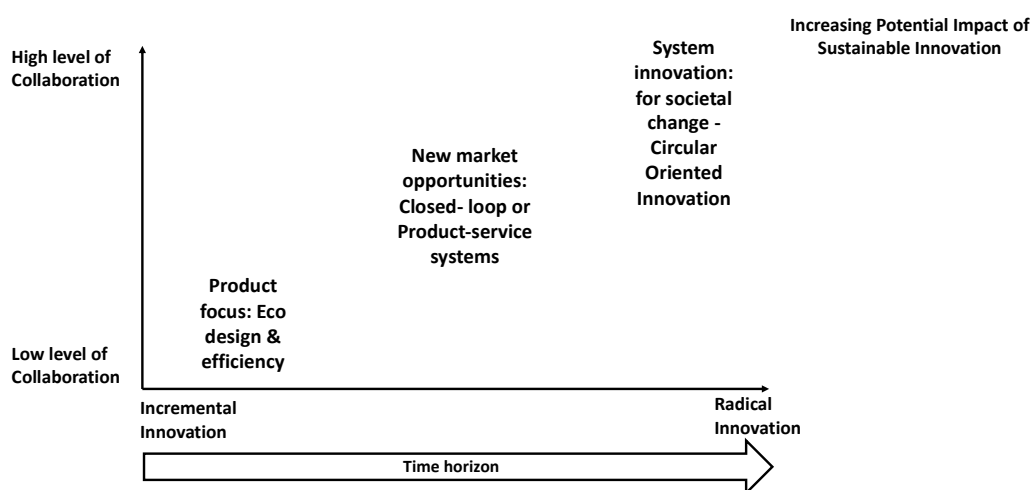 Increasing Potential Impact of
Sustainable Innovation
High level of
Collaboration
System
innovation:
for societal
change -
Circular
Oriented
Innovation
New market
opportunities:
Closed- loop or
Product-service
systems
Product
focus: Eco
design &
efficiency
Low level of
Collaboration
Incremental
Innovation
Radical
Innovation
Time horizon